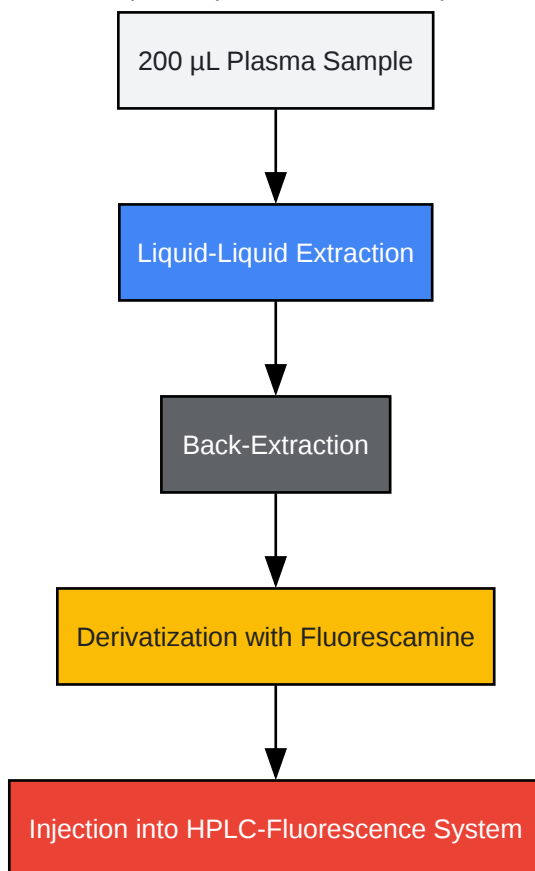 200 µL Plasma Sample
Liquid-Liquid Extraction
Back-Extraction
Derivatization with Fluorescamine
Injection into HPLC-Fluorescence System